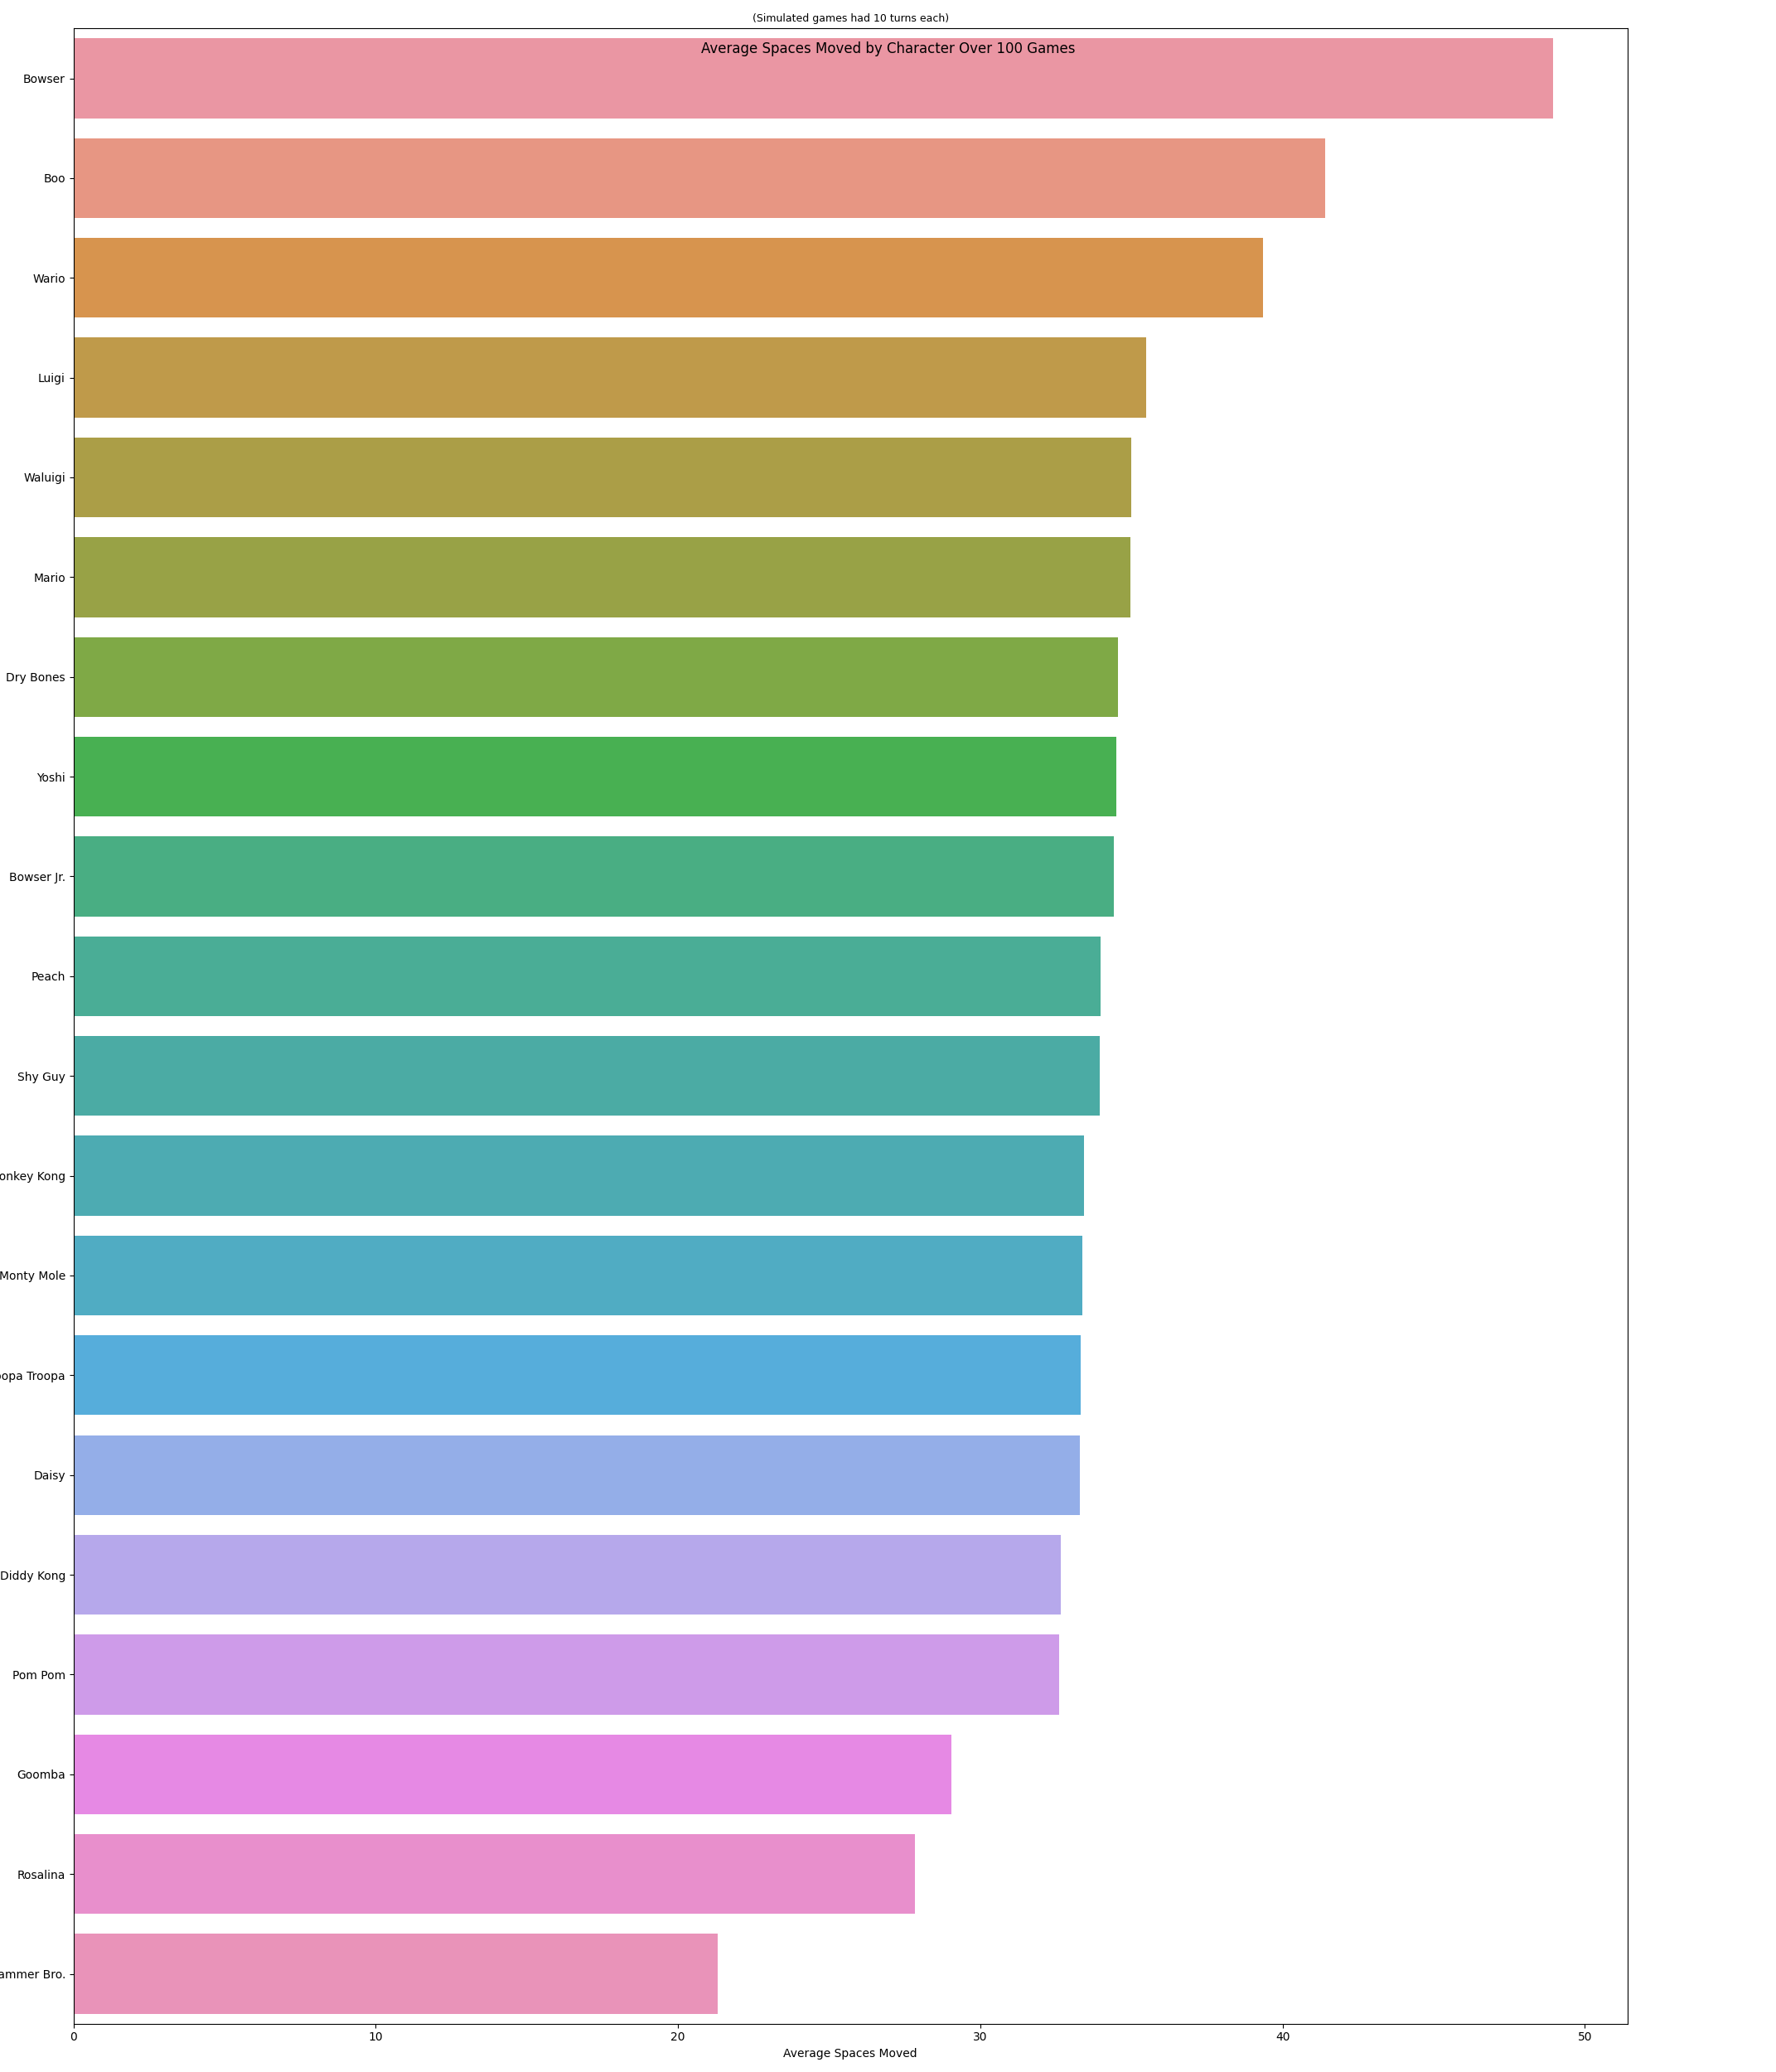 (Simulated games had 10 turns each)
Average Spaces Moved by Character Over 100 Games
Bowser
Boo
Wario
Luigi
Waluigi
Mario
Dry Bones
Yoshi
Bowser Jr.
Peach
Shy Guy
onkey Kong
Monty Mole
opa Troopa
Daisy
Diddy Kong
Pom Pom
Goomba
Rosalina
ammer Bro.
0 10 20 30 40 50
Average Spaces Moved